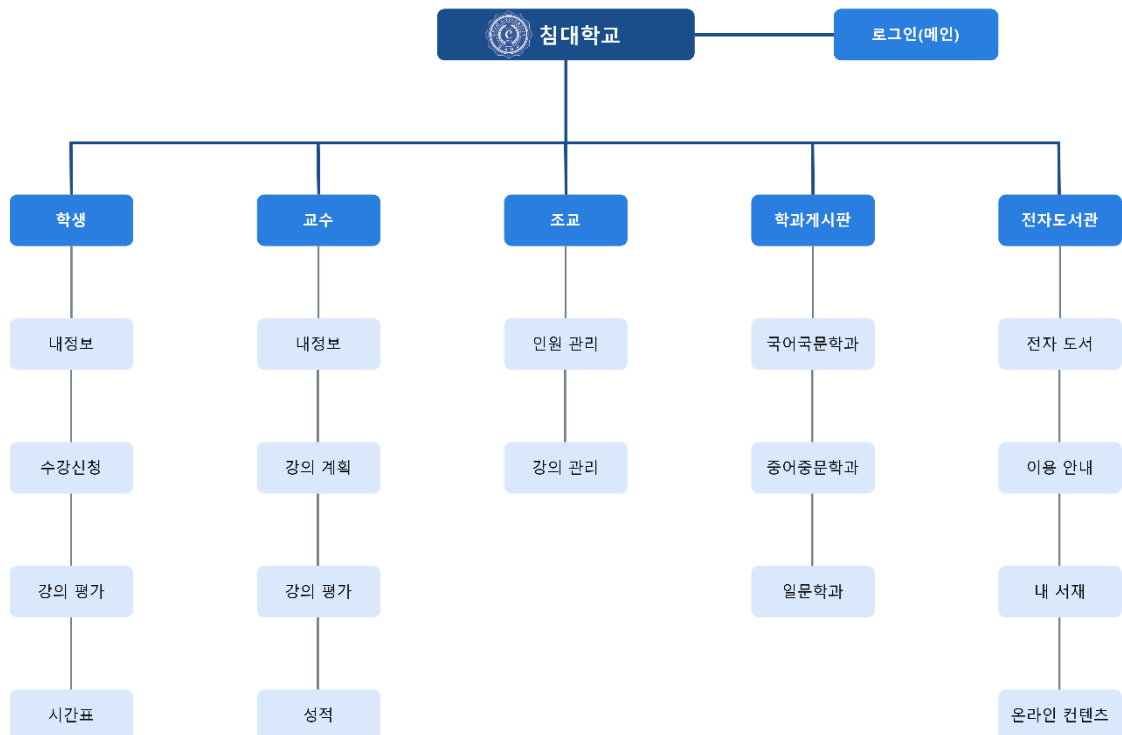 침대학교
로그인(메인)
학생
교수
조교
학과게시판
전자도서관
내정보
내정보
인원 관리
국어국문학과
전자 도서
수강신청
강의 계획
강의 관리
중어중문학과
이용 안내
강의 평가
강의 평가
일문학과
내 서재
시간표
성적
온라인 컨텐츠